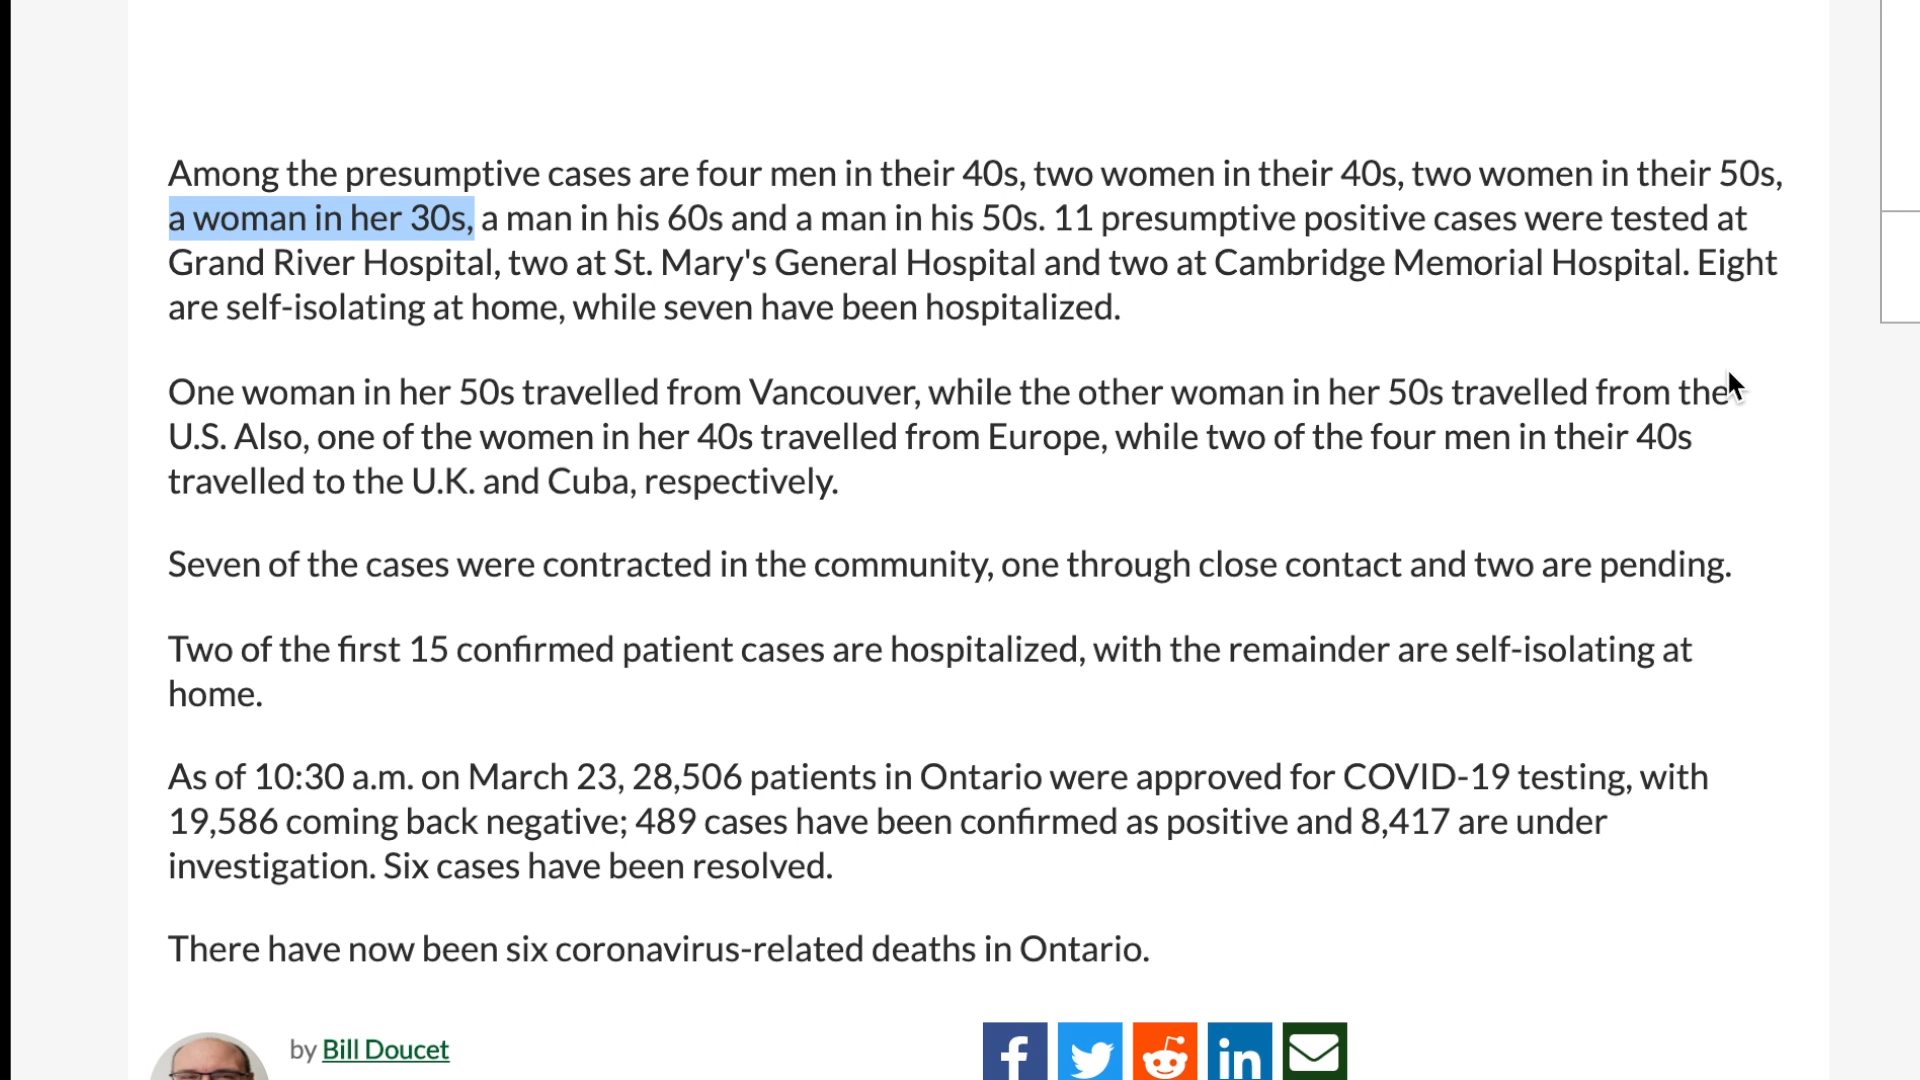 Among the presumptive cases are four men in their 40s, two women in their 40s, two women in their 50s,
a woman in her 30s, a man in his 60s and a man in his 50s. 11 presumptive positive cases were tested at
Grand River Hospital, two at St. Mary's General Hospital and two at Cambridge Memorial Hospital. Eight
are self-isolating at home, while seven have been hospitalized.
One woman in her 50s travelled from Vancouver, while the other woman in her 50s travelled from the
U.S. Also, one of the women in her 40s travelled from Europe, while two of the four men in their 40s
travelled to the U.K. and Cuba, respectively.
Seven of the cases were contracted in the community, one through close contact and two are pending.
Two of the first 15 confirmed patient cases are hospitalized, with the remainder are self-isolating at
home.
As of 10:30 a.m. on March 23, 28,506 patients in Ontario were approved for COVID-19 testing, with
19,586 coming back negative; 489 cases have been confirmed as positive and 8,417 are under
investigation. Six cases have been resolved.
There have now been six coronavirus-related deaths in Ontario.
by Bill Doucet